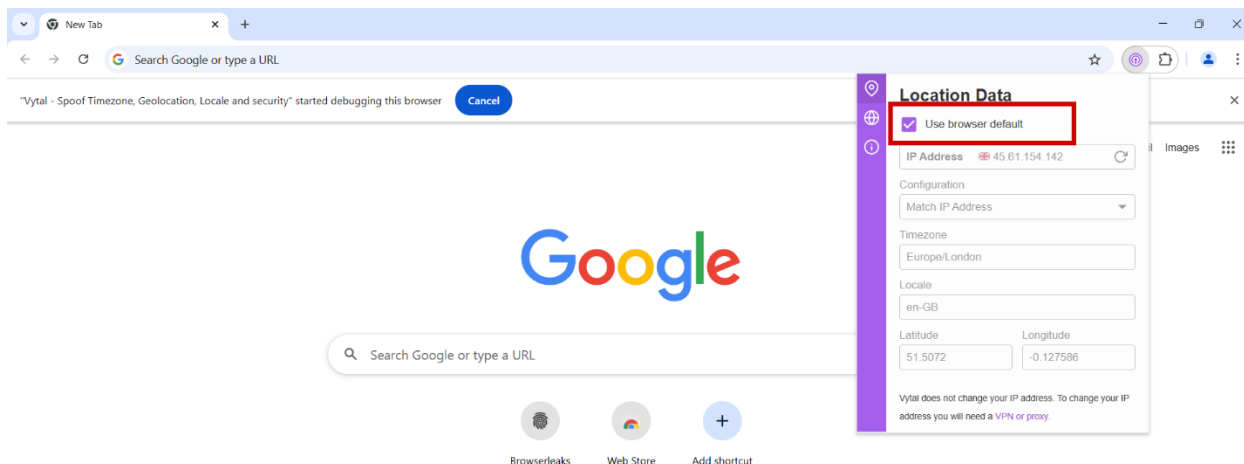 New Tab
Search Google or type a URL
"Vytal - Spoof Timezone, Geolocation, Locale and security" started debugging this browser Cancel
Location Data
Use browser default
IP Address 45.61.154.142
Images
Configuration
Match IP Address
Timezone
Europe/London
Google
Locale
en-GB
Latitude Longitude
Search Google or type a URL
51.5072 -0.127586
Vytal does not change your IP address. To change your IP
address you will need a VPN or proxy.
Browserleaks Web Store Add shortcut